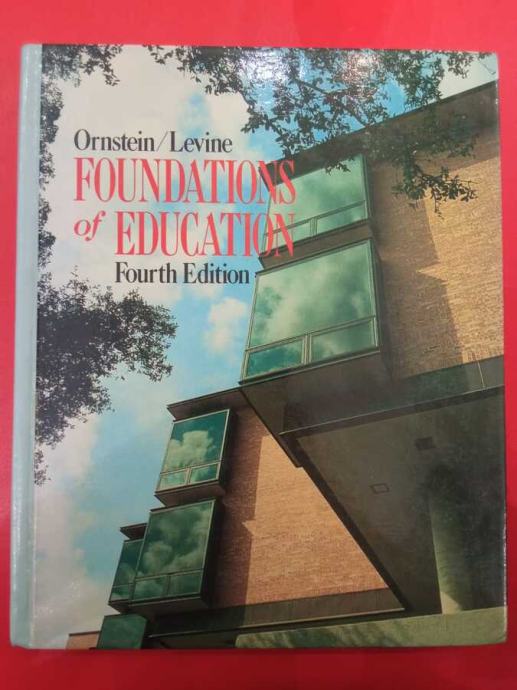 Ornstein/Levine
FOUNDATIONS
of EDUCATION
Fourth Edition